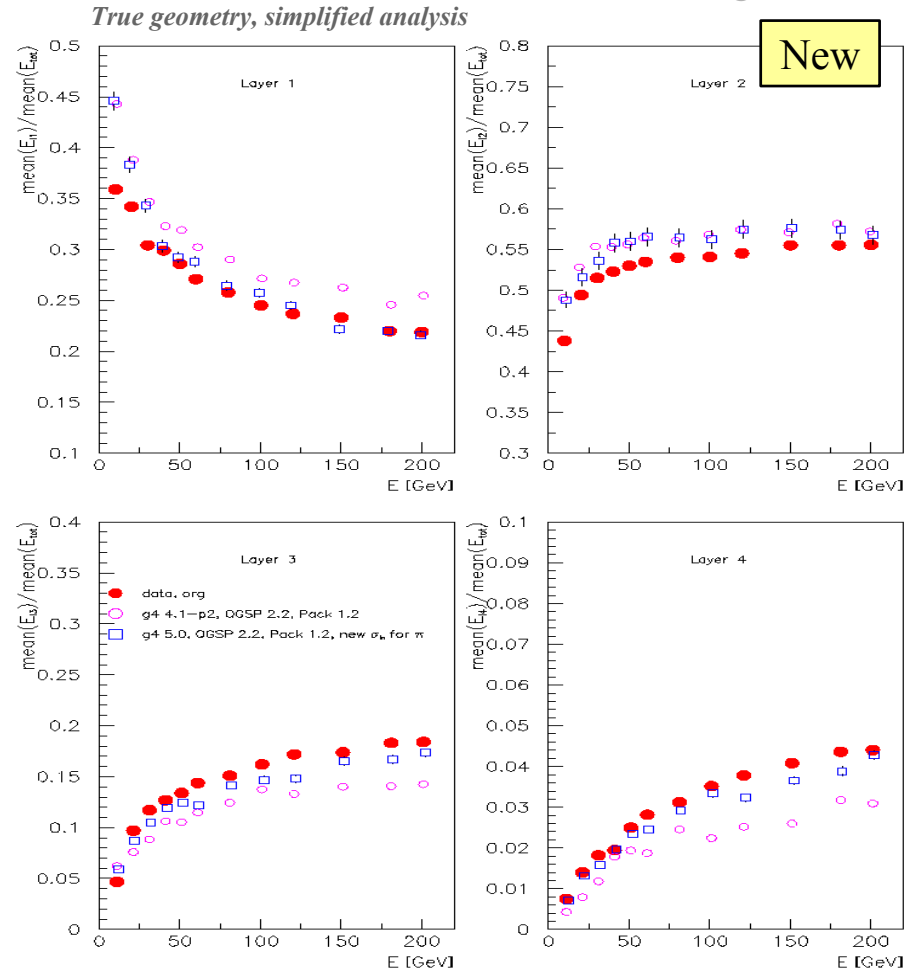 True geometry, simplified analysis
New
mean(E_l1)/mean(E_tot)
0.5
0.45
0.4
0.35
0.3
0.25
0.2
0.15
0.1
Layer 1
0 50 100 150 200
E [GeV]
mean(E_l2)/mean(E_tot)
0.8
0.75
0.7
0.65
0.6
0.55
0.5
0.45
0.4
0.35
0.3
Layer 2
0 50 100 150 200
E [GeV]
mean(E_l3)/mean(E_tot)
0.4
0.35
0.3
0.25
0.2
0.15
0.1
0.05
0
Layer 3
data, org
g4 4.1-p2, QGSP 2.2, Pack 1.2
g4 5.0, QGSP 2.2, Pack 1.2, new σ_h for π
0 50 100 150 200
E [GeV]
mean(E_l4)/mean(E_tot)
0.1
0.09
0.08
0.07
0.06
0.05
0.04
0.03
0.02
0.01
0
Layer 4
0 50 100 150 200
E [GeV]